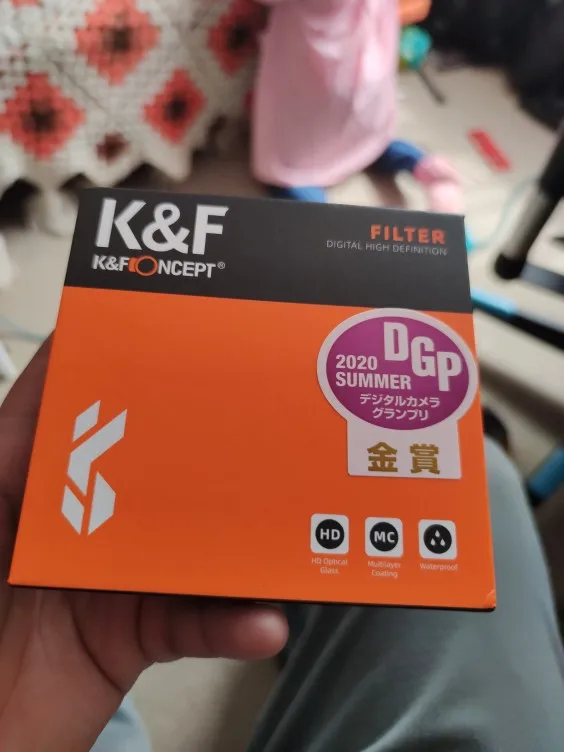 K&F
K&F CONCEPT®
FILTER
DIGITAL HIGH DEFINITION
2020
SUMMER
DGP
デジタルカメラ
グランプリ
金賞
HD
HD Optical
Glass
MC
Multilayer
Coating
Waterproof